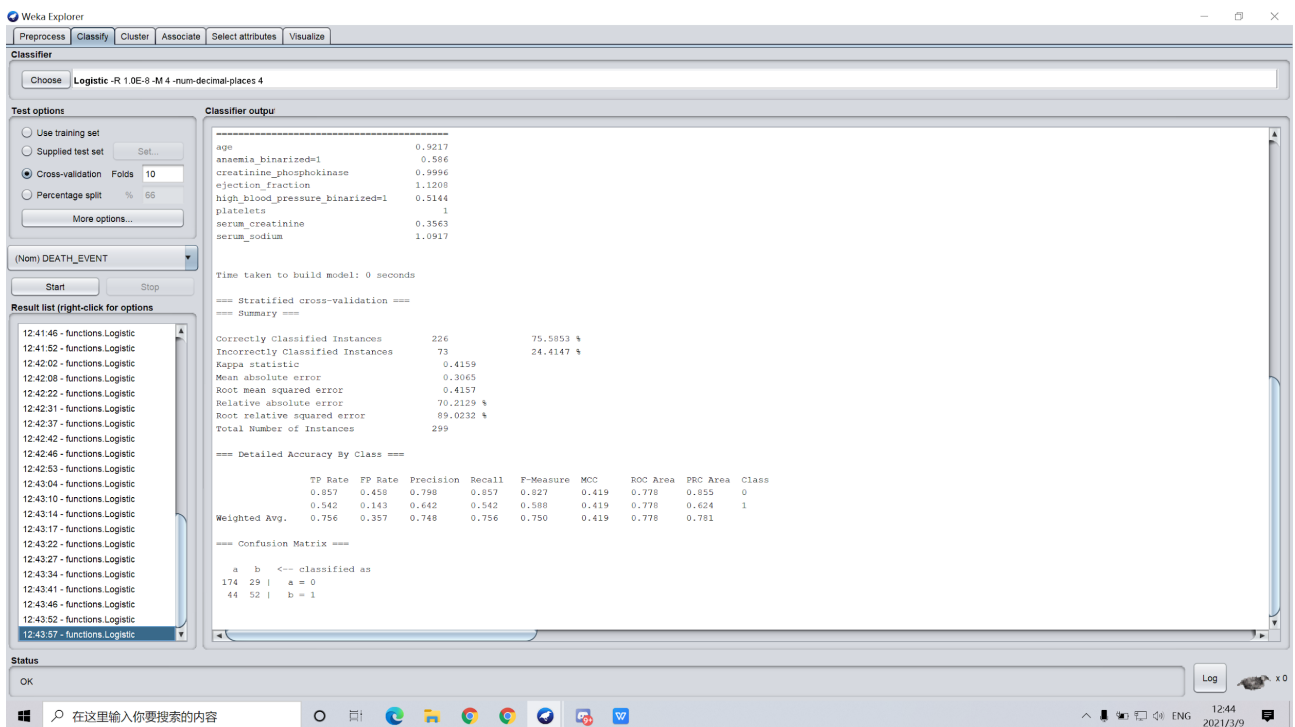 Weka Explorer
Preprocess Classify Cluster Associate Select attributes Visualize
Classifier
Choose Logistic -R 1.0E-8 -M 4 -num-decimal-places 4
Test options
Use training set
Supplied test set Set...
Cross-validation Folds 10
Percentage split % 66
More options...
(Nom) DEATH_EVENT
Start Stop
Result list (right-click for options
12:41:46 - functions.Logistic
12:41:52 - functions.Logistic
12:42:02 - functions.Logistic
12:42:08 - functions.Logistic
12:42:22 - functions.Logistic
12:42:31 - functions.Logistic
12:42:37 - functions.Logistic
12:42:42 - functions.Logistic
12:42:46 - functions.Logistic
12:42:53 - functions.Logistic
12:43:04 - functions.Logistic
12:43:10 - functions.Logistic
12:43:14 - functions.Logistic
12:43:17 - functions.Logistic
12:43:22 - functions.Logistic
12:43:27 - functions.Logistic
12:43:34 - functions.Logistic
12:43:41 - functions.Logistic
12:43:46 - functions.Logistic
12:43:52 - functions.Logistic
12:43:57 - functions.Logistic
Classifier output
============================================
age 0.9217
anaemia_binarized=1 0.586
creatinine_phosphokinase 0.9996
ejection_fraction 1.1208
high_blood_pressure_binarized=1 0.5144
platelets 1
serum_creatinine 0.3563
serum_sodium 1.0917
Time taken to build model: 0 seconds
=== Stratified cross-validation ===
=== Summary ===
Correctly Classified Instances 226 75.5853 %
Incorrectly Classified Instances 73 24.4147 %
Kappa statistic 0.4159
Mean absolute error 0.3065
Root mean squared error 0.4157
Relative absolute error 70.2129 %
Root relative squared error 89.0232 %
Total Number of Instances 299
=== Detailed Accuracy By Class ===
TP Rate FP Rate Precision Recall F-Measure MCC ROC Area PRC Area Class
0.857 0.458 0.798 0.857 0.827 0.419 0.778 0.855 0
0.542 0.143 0.642 0.542 0.588 0.419 0.778 0.624 1
Weighted Avg. 0.756 0.357 0.748 0.756 0.750 0.419 0.778 0.781
=== Confusion Matrix ===
a b <-- classified as
174 29 | a = 0
44 52 | b = 1
Status
OK
Log x 0
在这里输入你要搜索的内容
ENG
12:44
2021/3/9